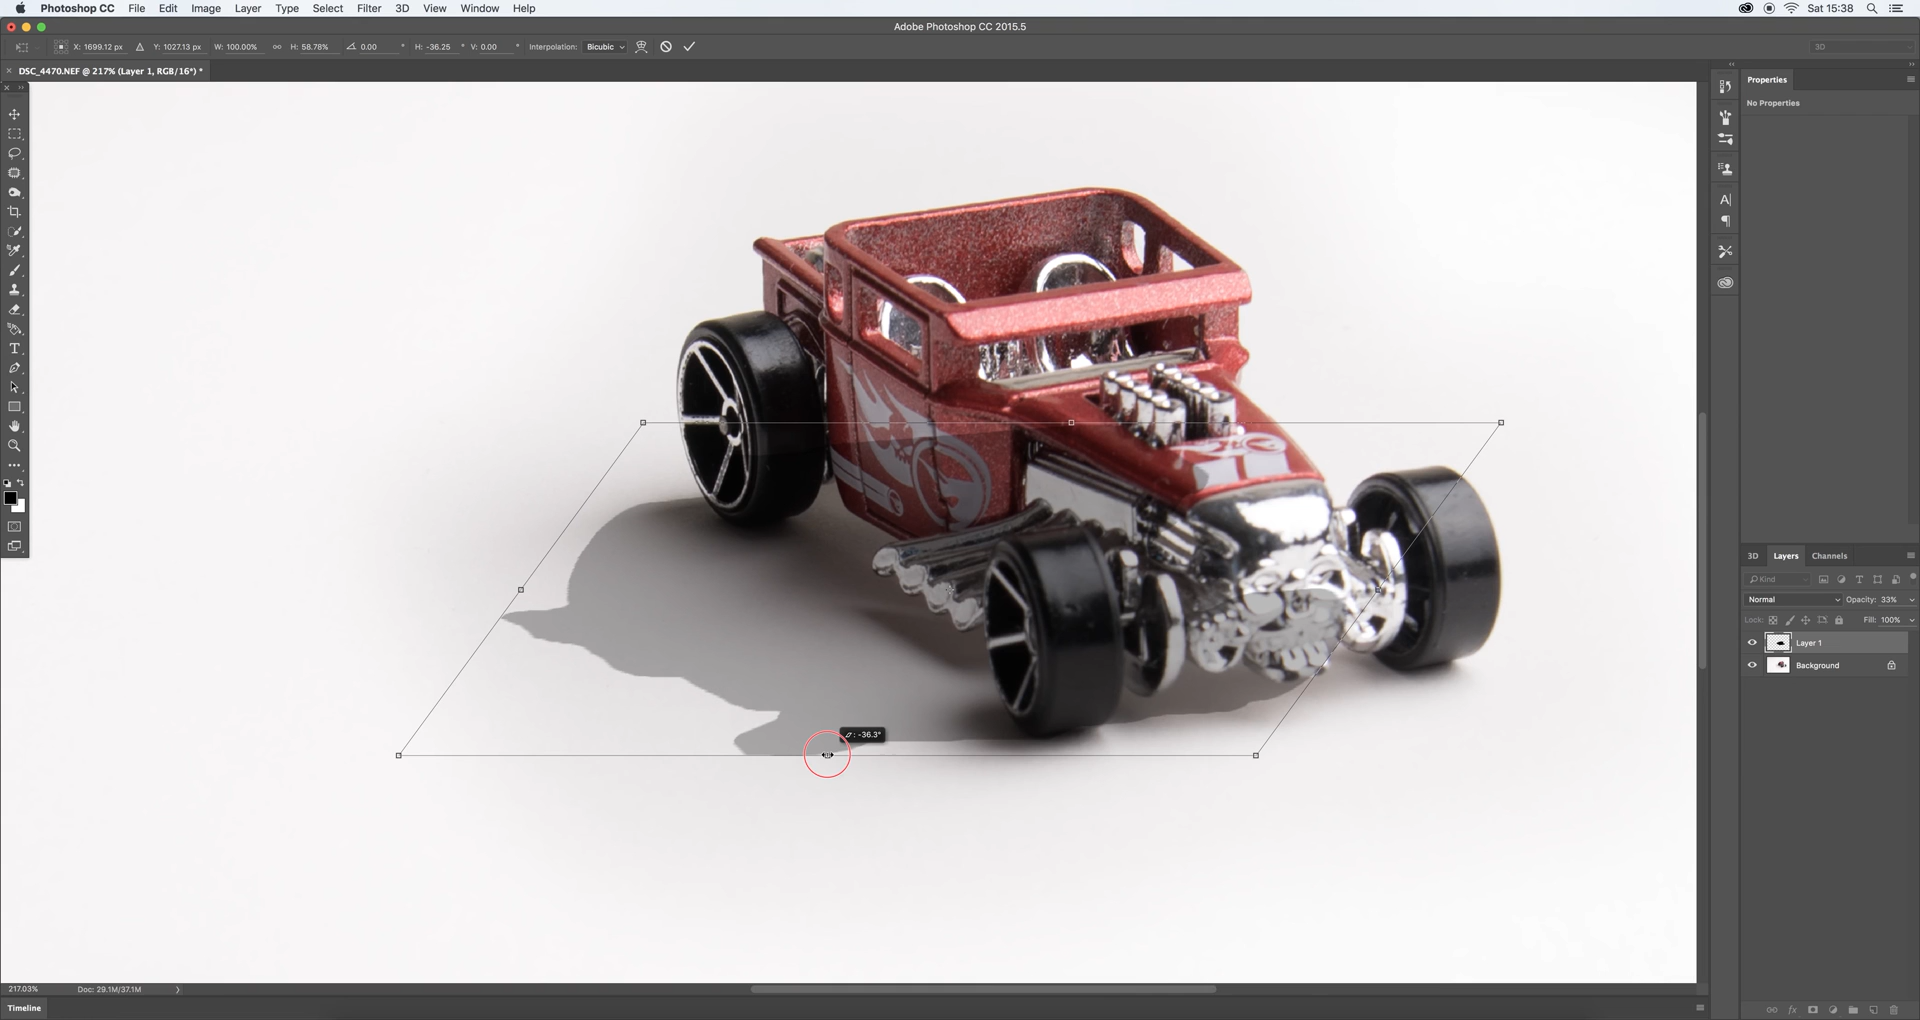 Photoshop CC File Edit Image Layer Type Select Filter 3D View Window Help Sat 15:38
Adobe Photoshop CC 2015.5
X: 1699.12 px Y: 1027.13 px W: 100.00% H: 58.78% 0.00 ° H: -36.25 ° V: 0.00 ° Interpolation: Bicubic 3D
× DSC_4470.NEF @ 217% (Layer 1, RGB/16*) *
Properties
No Properties
-36.3°
3D Layers Channels
Kind
Normal Opacity: 33%
Lock: Fill: 100%
Layer 1
Background
217.03% Doc: 29.1M/37.1M
Timeline